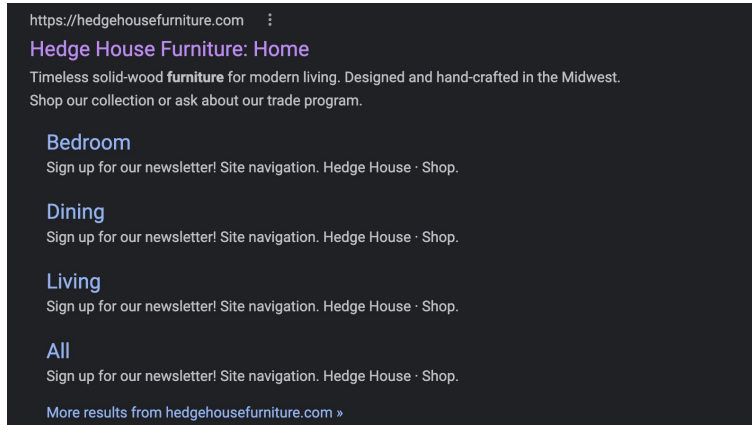 https://hedgehousefurniture.com
Hedge House Furniture: Home
Timeless solid-wood furniture for modern living. Designed and hand-crafted in the Midwest.
Shop our collection or ask about our trade program.
Bedroom
Sign up for our newsletter! Site navigation. Hedge House · Shop.
Dining
Sign up for our newsletter! Site navigation. Hedge House · Shop.
Living
Sign up for our newsletter! Site navigation. Hedge House · Shop.
All
Sign up for our newsletter! Site navigation. Hedge House · Shop.
More results from hedgehousefurniture.com »